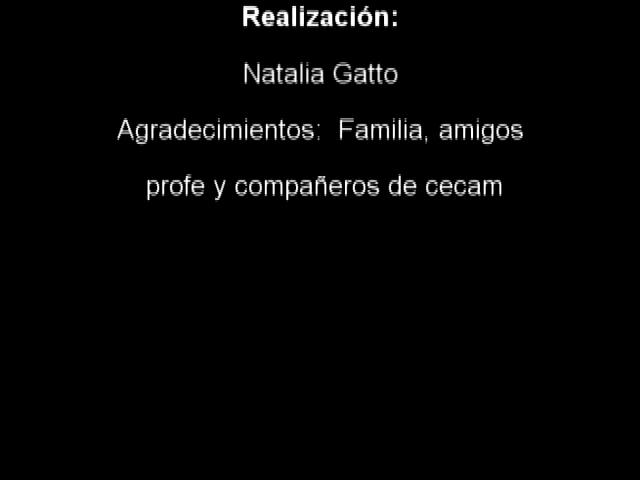 Realización:
Natalia Gatto
Agradecimientos:  Familia, amigos
profe y compañeros de cecam